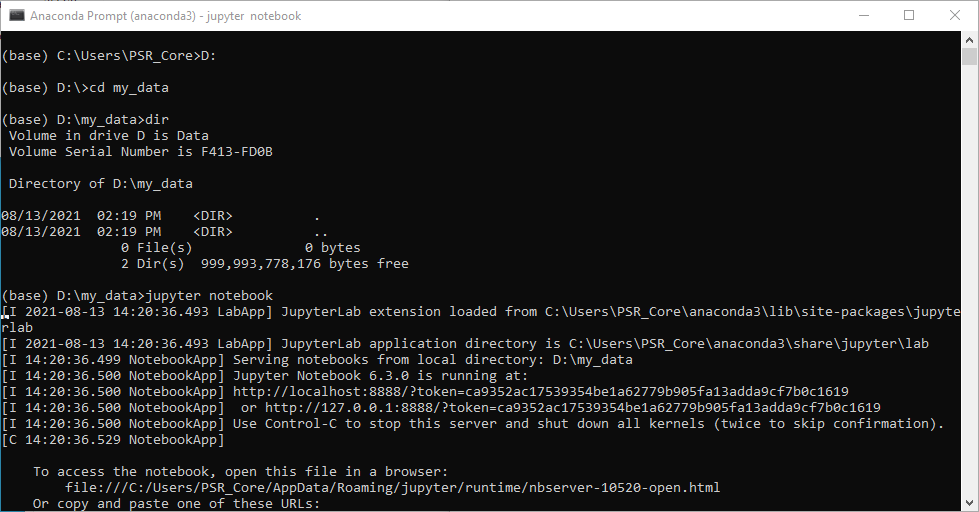 Anaconda Prompt (anaconda3) - jupyter  notebook
(base) C:\Users\PSR_Core>D:
(base) D:\>cd my_data
(base) D:\my_data>dir
 Volume in drive D is Data
 Volume Serial Number is F413-FD0B
 Directory of D:\my_data
08/13/2021  02:19 PM    <DIR>          .
08/13/2021  02:19 PM    <DIR>          ..
               0 File(s)              0 bytes
               2 Dir(s)  999,993,778,176 bytes free
(base) D:\my_data>jupyter notebook
[I 2021-08-13 14:20:36.493 LabApp] JupyterLab extension loaded from C:\Users\PSR_Core\anaconda3\lib\site-packages\jupyte
rlab
[I 2021-08-13 14:20:36.493 LabApp] JupyterLab application directory is C:\Users\PSR_Core\anaconda3\share\jupyter\lab
[I 14:20:36.499 NotebookApp] Serving notebooks from local directory: D:\my_data
[I 14:20:36.500 NotebookApp] Jupyter Notebook 6.3.0 is running at:
[I 14:20:36.500 NotebookApp] http://localhost:8888/?token=ca9352ac17539354be1a62779b905fa13adda9cf7b0c1619
[I 14:20:36.500 NotebookApp]  or http://127.0.0.1:8888/?token=ca9352ac17539354be1a62779b905fa13adda9cf7b0c1619
[I 14:20:36.500 NotebookApp] Use Control-C to stop this server and shut down all kernels (twice to skip confirmation).
[C 14:20:36.529 NotebookApp]
    To access the notebook, open this file in a browser:
        file:///C:/Users/PSR_Core/AppData/Roaming/jupyter/runtime/nbserver-10520-open.html
    Or copy and paste one of these URLs: